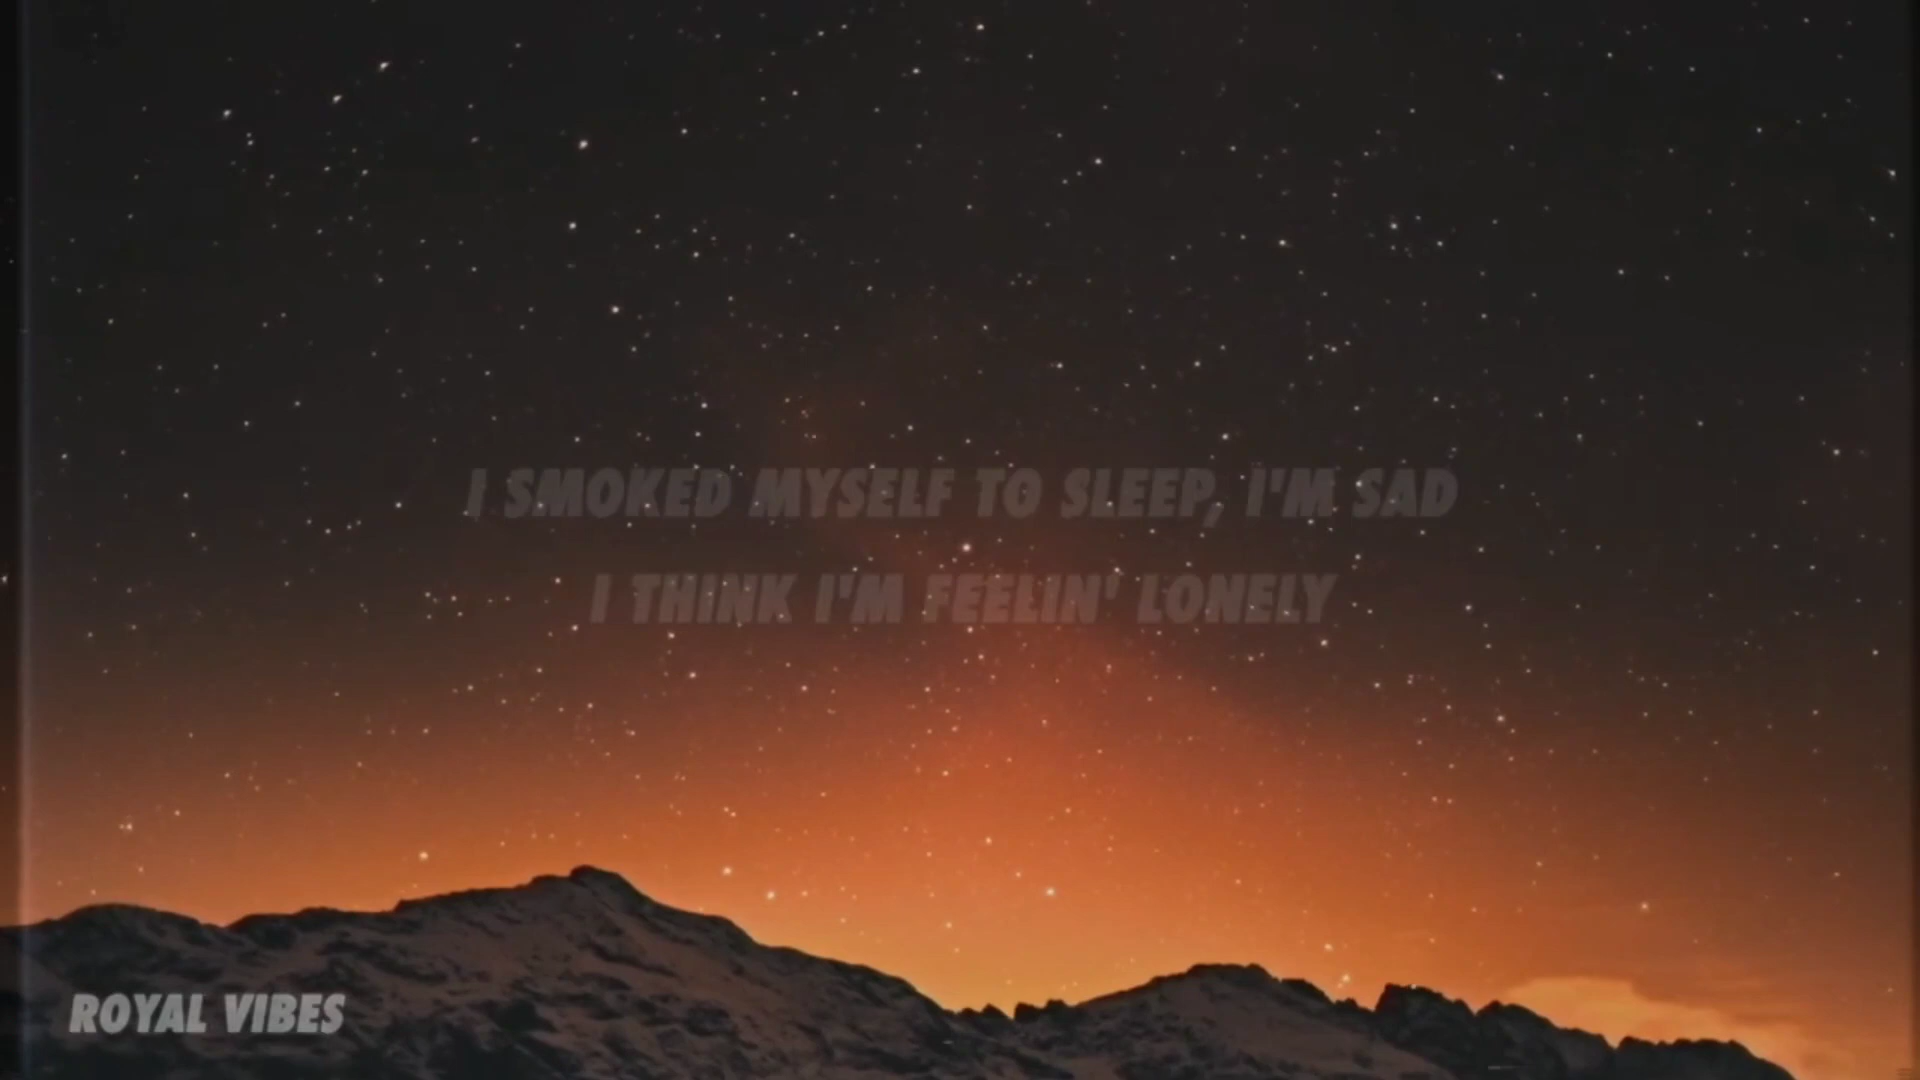 I SMOKED MYSELF TO SLEEP, I'M SAD
I THINK I'M FEELIN' LONELY
ROYAL VIBES